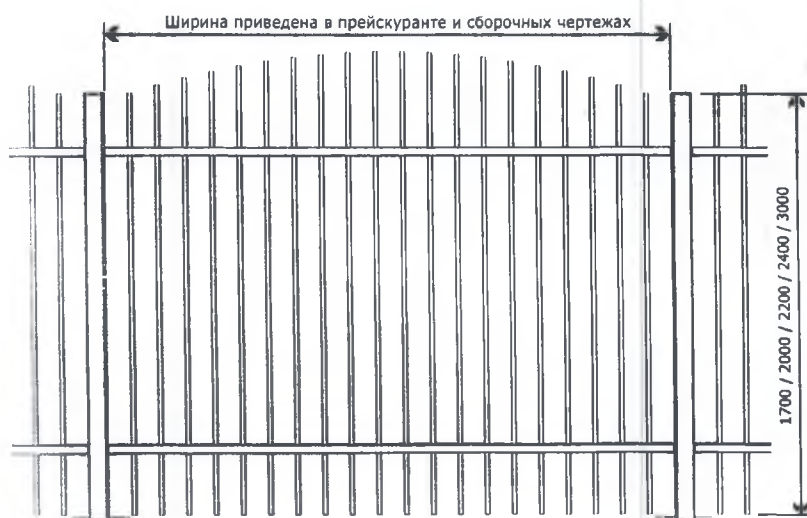 Ширина приведена в прейскуранте и сборочных чертежах
1700 / 2000 / 2200 / 2400 / 3000